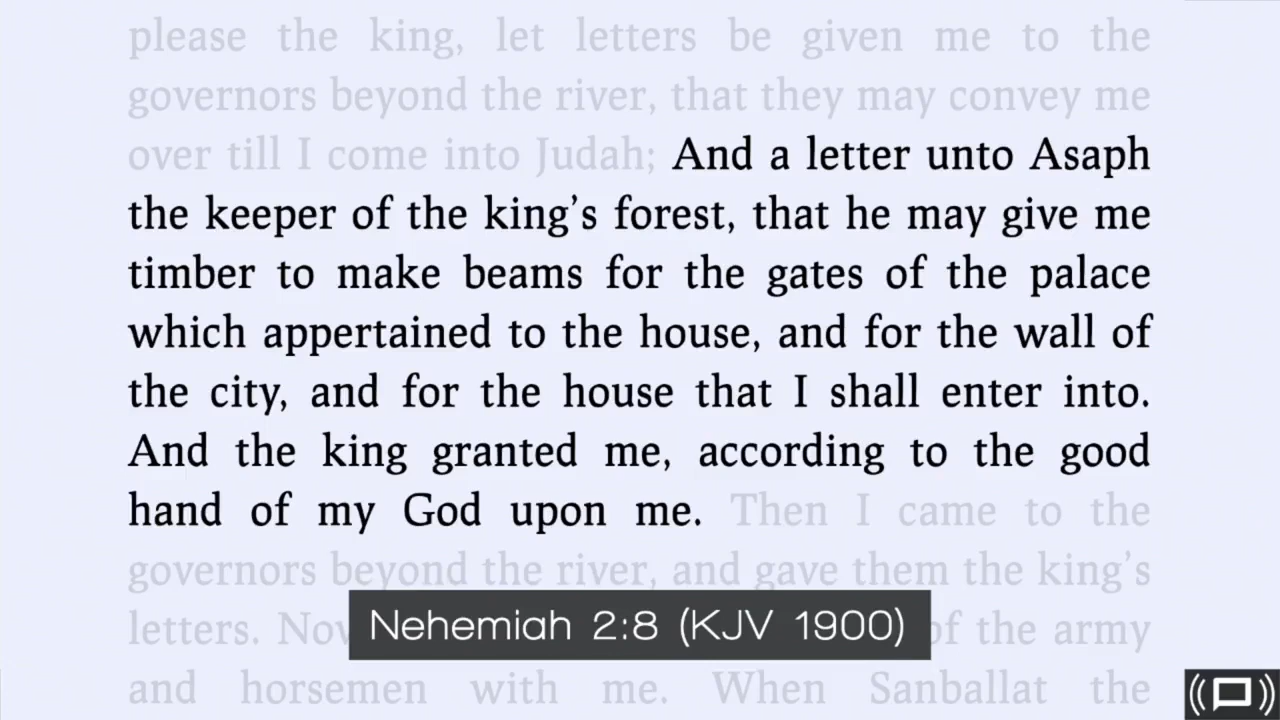 please the king, let letters be given me to the
governors beyond the river, that they may convey me
over till I come into Judah; And a letter unto Asaph
the keeper of the king’s forest, that he may give me
timber to make beams for the gates of the palace
which appertained to the house, and for the wall of
the city, and for the house that I shall enter into.
And the king granted me, according to the good
hand of my God upon me. Then I came to the
governors beyond the river, and gave them the king’s
letters. of the army
Nehemiah 2:8 (KJV 1900)
and horsemen with me. When Sanballat the